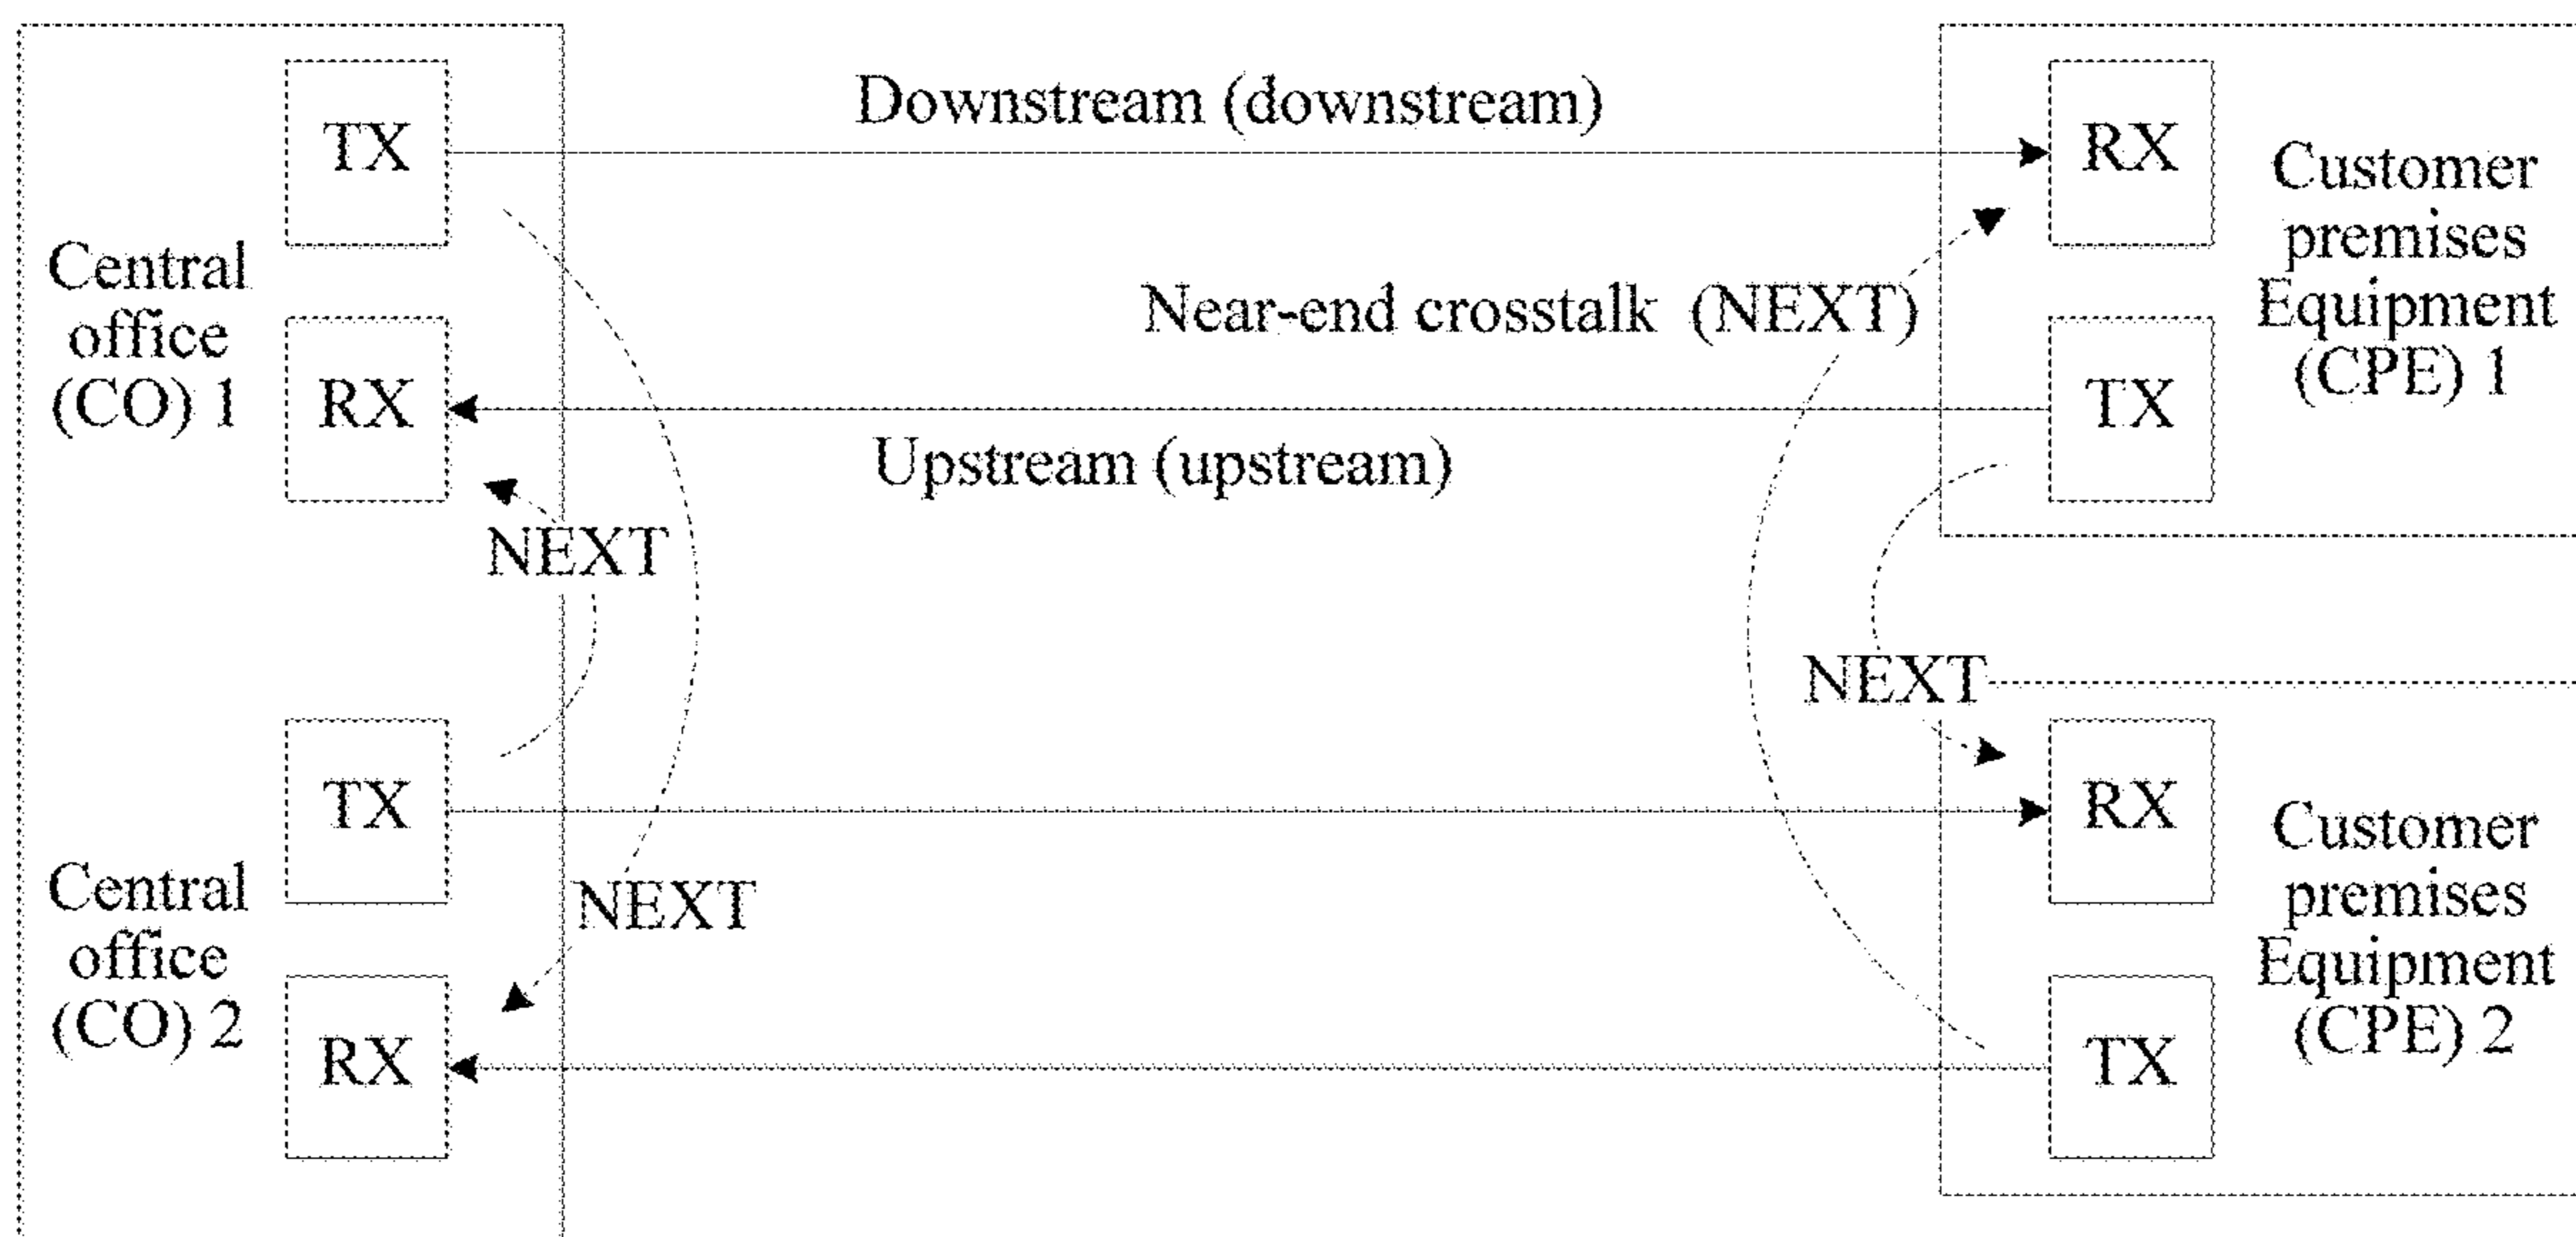 TX
Downstream (downstream)
RX
Customer
premises
Equipment
(CPE) 1
Central
office
(CO) 1
Near-end crosstalk (NEXT)
RX
Upstream (upstream)
TX
NEXT
NEXT
TX
RX
Customer
premises
Equipment
(CPE) 2
Central
office
(CO) 2
NEXT
RX
TX